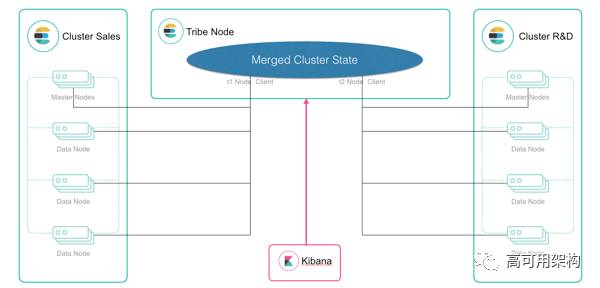 Cluster Sales
Master Nodes
Data Node
Data Node
Data Node
Tribe Node
Merged Cluster State
t1 Node Client
t2 Node Client
Kibana
Cluster R&D
Master Nodes
Data Node
Data Node
Data Node
高可用架构